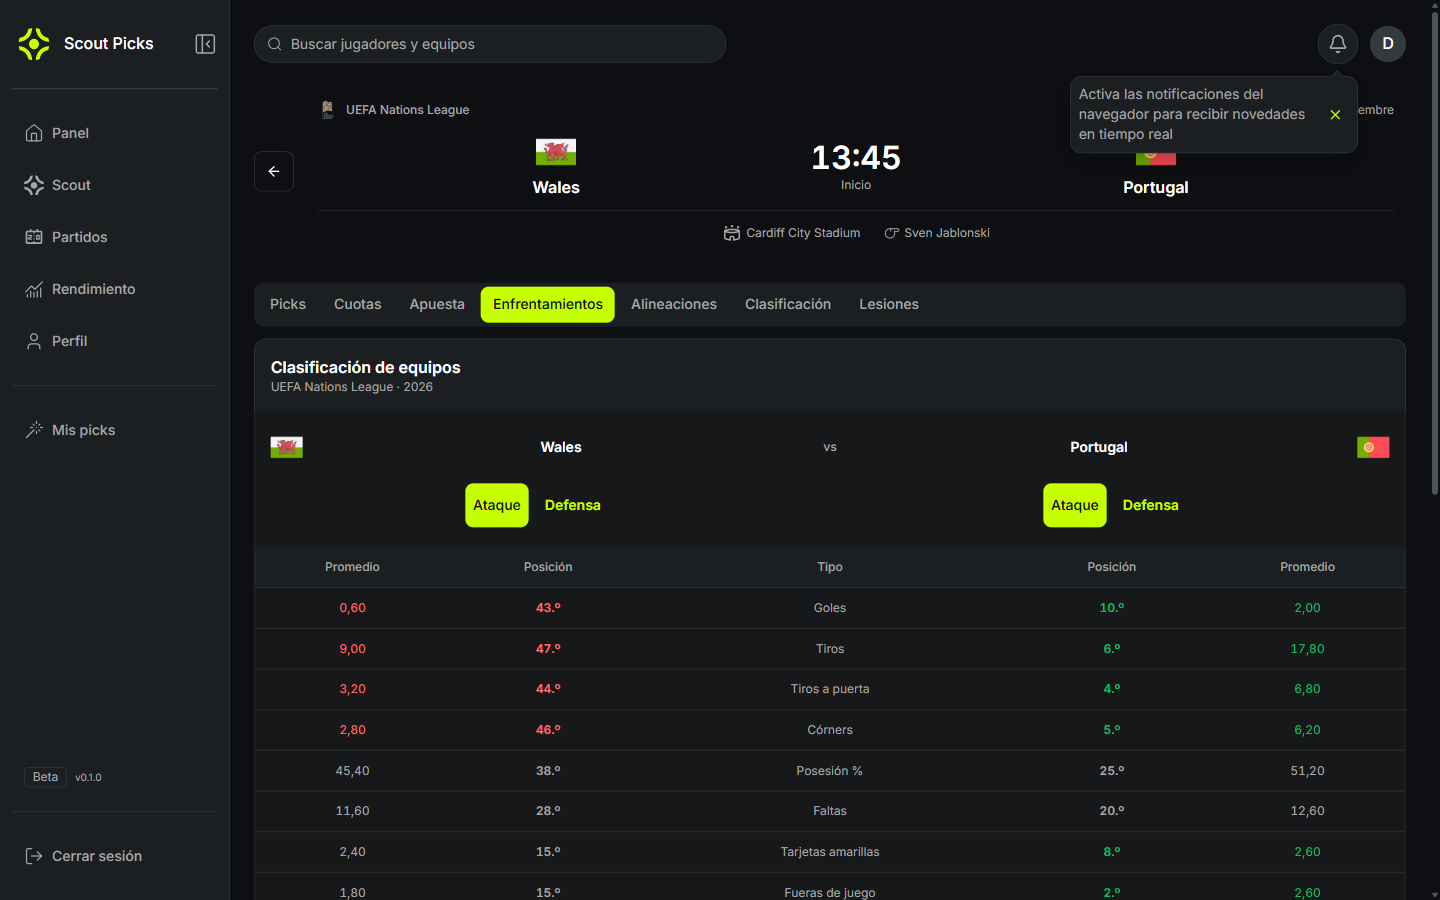 Scout Picks
Panel
Scout
Partidos
Rendimiento
Perfil
Mis picks
Beta v0.1.0
Cerrar sesión
Buscar jugadores y equipos
D
Activa las notificaciones del
navegador para recibir novedades
en tiempo real
UEFA Nations League
embre
Wales
13:45
Inicio
Portugal
Cardiff City Stadium Sven Jablonski
Picks Cuotas Apuesta Enfrentamientos Alineaciones Clasificación Lesiones
Clasificación de equipos
UEFA Nations League · 2026
Wales vs Portugal
Ataque Defensa Ataque Defensa
Promedio Posición Tipo Posición Promedio
0,60 43.º Goles 10.º 2,00
9,00 47.º Tiros 6.º 17,80
3,20 44.º Tiros a puerta 4.º 6,80
2,80 46.º Córners 5.º 6,20
45,40 38.º Posesión % 25.º 51,20
11,60 28.º Faltas 20.º 12,60
2,40 15.º Tarjetas amarillas 8.º 2,60
1,80 15.º Fueras de juego 2.º 2,60